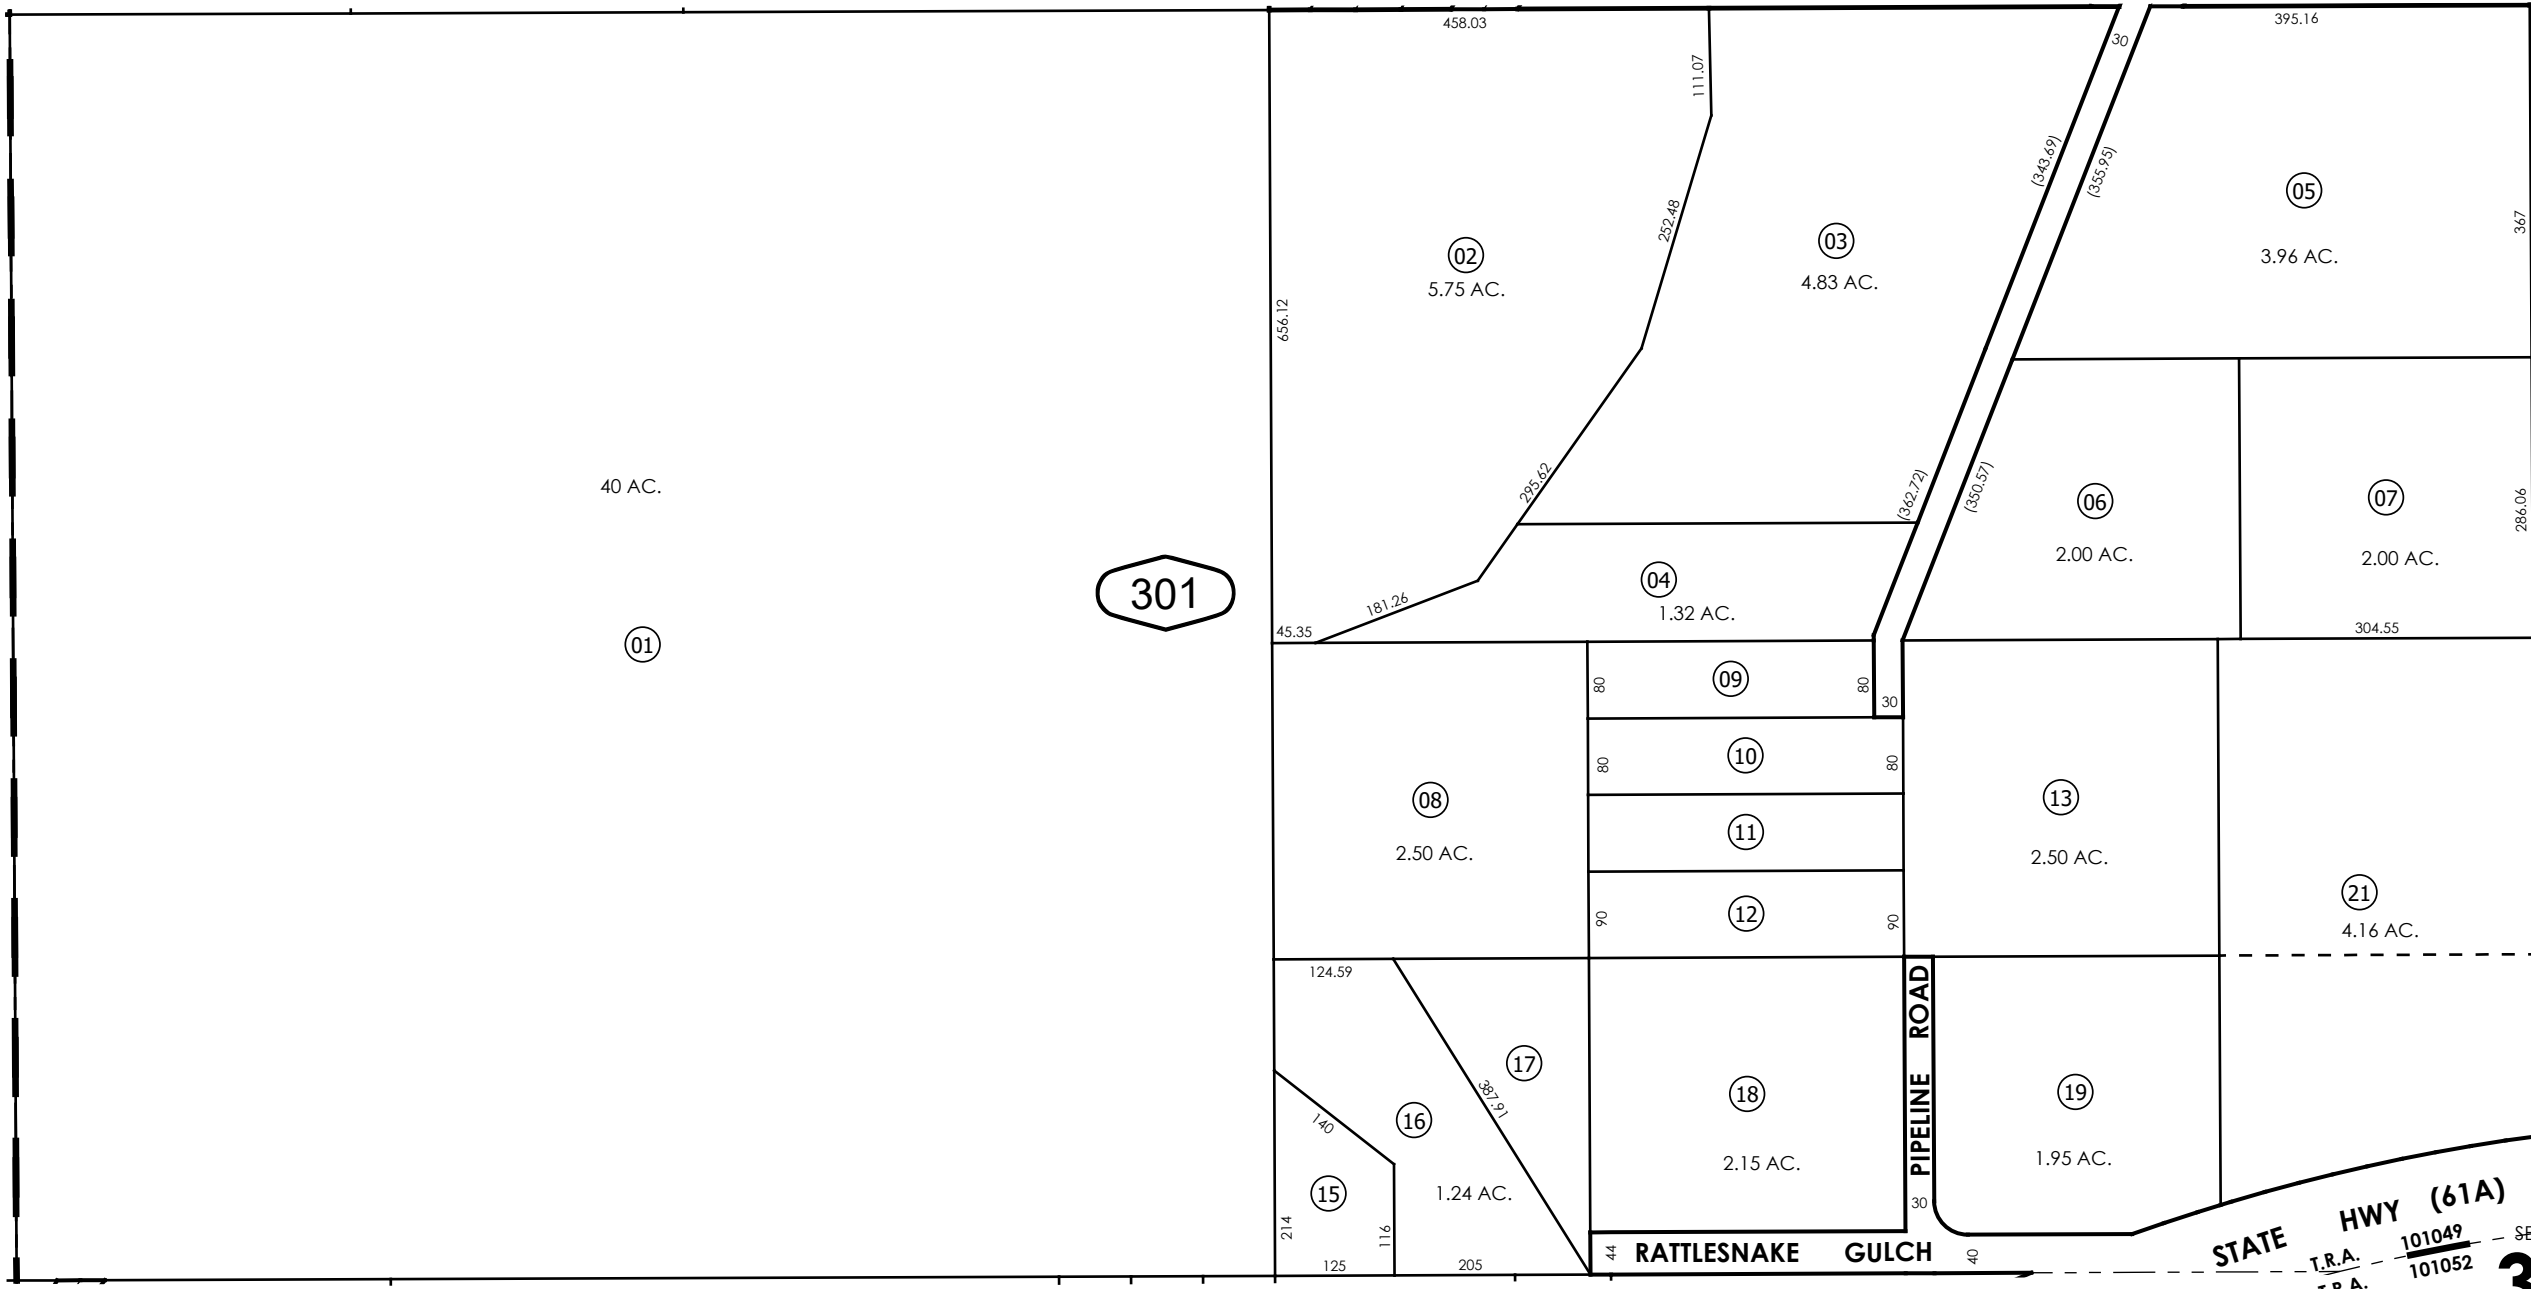 458.03
395.16
30
111.07
(343.69)
(355.95)
05
367
252.48
03
02
3.96 AC.
4.83 AC.
5.75 AC.
656.12
295.62
(362.72)
(350.57)
40 AC.
06
07
286.06
2.00 AC.
2.00 AC.
301
04
1.32 AC.
181.26
45.35
304.55
01
80
09
80
30
80
10
80
08
11
13
2.50 AC.
2.50 AC.
90
12
90
21
4.16 AC.
124.59
PIPELINE ROAD
17
387.91
18
19
140
16
2.15 AC.
1.95 AC.
15
1.24 AC.
30
214
116
125
205
44
RATTLESNAKE GULCH
40
STATE HWY (61A)
T.R.A. 101049
T.R.A. 101052
SE
3